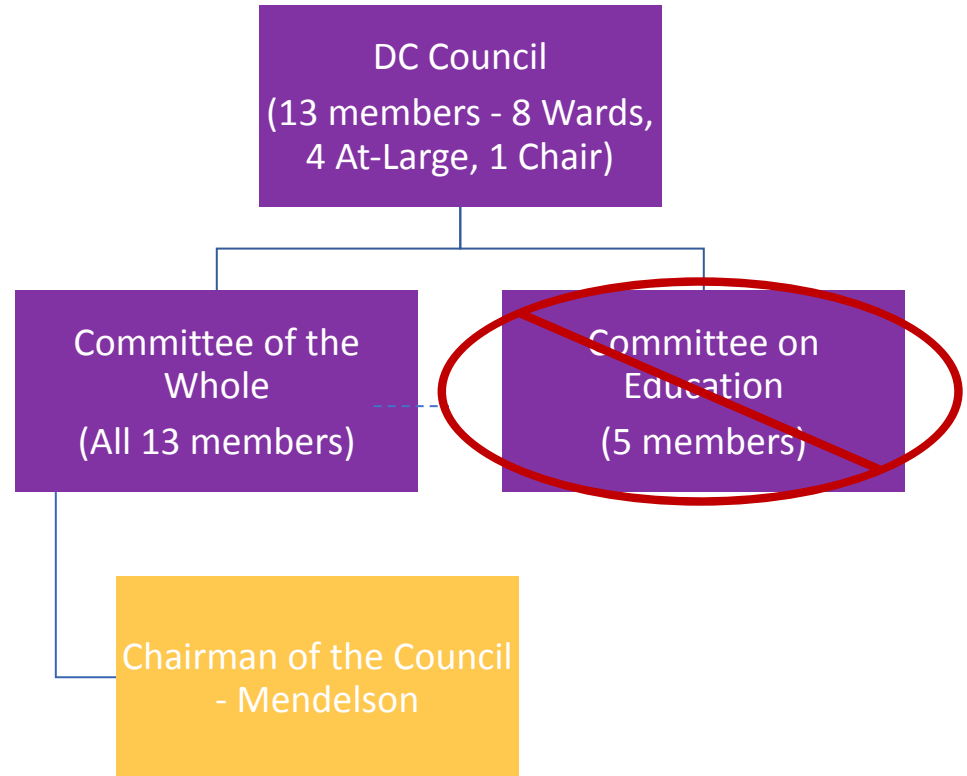 DC Council
(13 members - 8 Wards,
4 At-Large, 1 Chair)
Committee of the
Whole
(All 13 members)
Committee on
Education
(5 members)
Chairman of the Council
- Mendelson